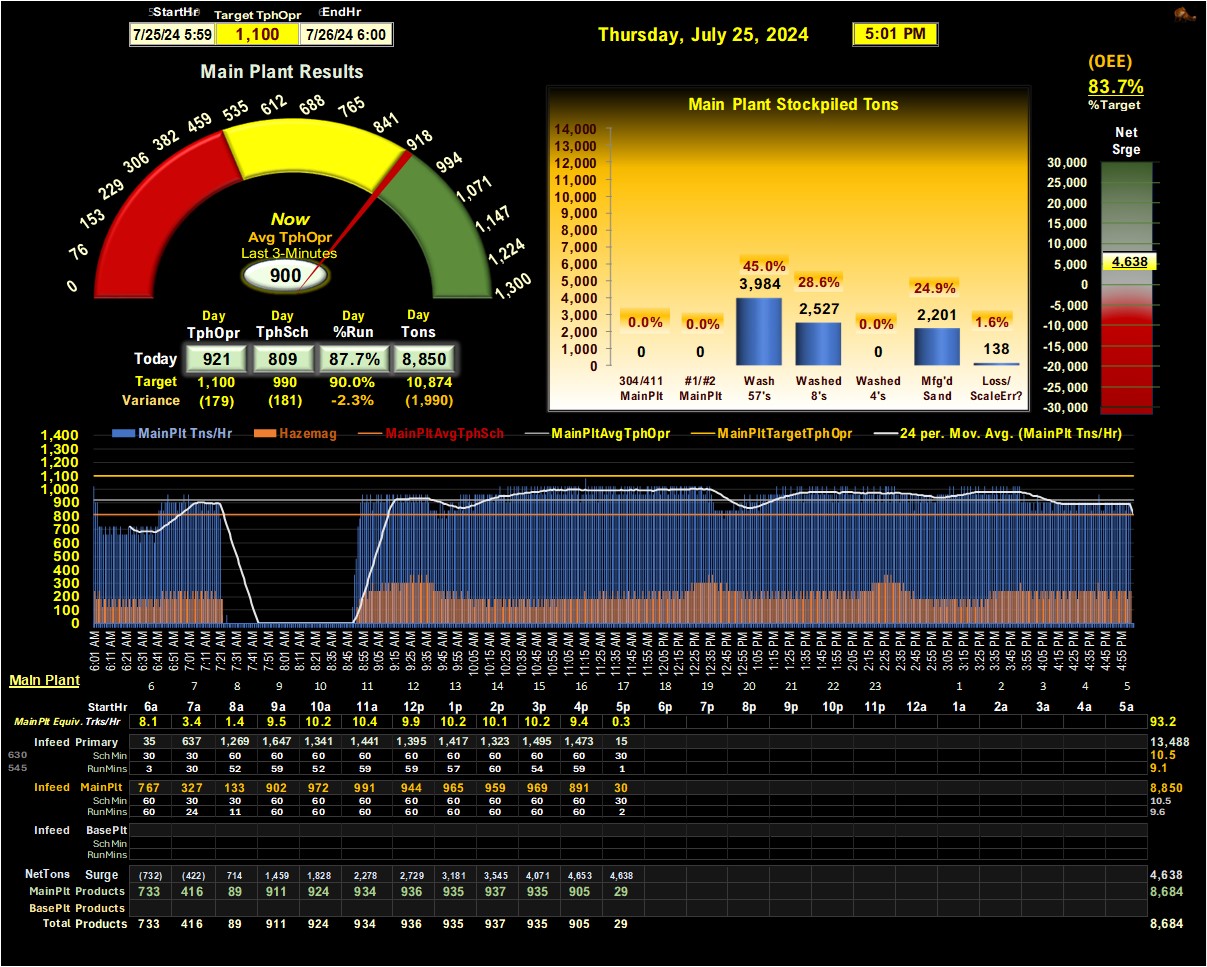 StartHr Target TphOpr EndHr
7/25/24 5:59 1,100 7/26/24 6:00
Thursday, July 25, 2024 5:01 PM
(OEE)
83.7%
%Target
Main Plant Results
0 76 153 229 306 382 459 535 612 688 765 841 918 994 1,071 1,147 1,224 1,300
Now
Avg TphOpr
Last 3-Minutes
900
Day Day Day Day
TphOpr TphSch %Run Tons
Today 921 809 87.7% 8,850
Target 1,100 990 90.0% 10,874
Variance (179) (181) -2.3% (1,990)
Main Plant Stockpiled Tons
14,000
13,000
12,000
11,000
10,000
9,000
8,000
7,000
6,000
5,000
4,000
3,000
2,000
1,000
0
0.0% 0.0% 45.0% 28.6% 0.0% 24.9% 1.6%
0 0 3,984 2,527 0 2,201 138
304/411 #1/#2 Wash Washed Washed Mfg'd Loss/
MainPlt MainPlt 57's 8's 4's Sand ScaleErr?
Net
Srge
30,000
25,000
20,000
15,000
10,000
5,000
0
-5,000
-10,000
-15,000
-20,000
-25,000
-30,000
4,638
MainPlt Tns/Hr Hazemag MainPltAvgTphSch MainPltAvgTphOpr MainPltTargetTphOpr 24 per. Mov. Avg. (MainPlt Tns/Hr)
1,400
1,300
1,200
1,100
1,000
900
800
700
600
500
400
300
200
100
0
6:01 AM 6:11 AM 6:21 AM 6:31 AM 6:41 AM 6:51 AM 7:01 AM 7:11 AM 7:21 AM 7:31 AM 7:41 AM 7:51 AM 8:01 AM 8:11 AM 8:21 AM 8:35 AM 8:45 AM 8:55 AM 9:05 AM 9:15 AM 9:25 AM 9:35 AM 9:45 AM 9:55 AM 10:05 AM 10:15 AM 10:25 AM 10:35 AM 10:45 AM 10:55 AM 11:05 AM 11:15 AM 11:25 AM 11:35 AM 11:45 AM 11:55 AM 12:05 PM 12:15 PM 12:25 PM 12:35 PM 12:45 PM 12:55 PM 1:05 PM 1:15 PM 1:25 PM 1:35 PM 1:45 PM 1:55 PM 2:05 PM 2:15 PM 2:25 PM 2:35 PM 2:45 PM 2:55 PM 3:05 PM 3:15 PM 3:25 PM 3:35 PM 3:45 PM 3:55 PM 4:05 PM 4:15 PM 4:25 PM 4:35 PM 4:45 PM 4:55 PM
Main Plant
6 7 8 9 10 11 12 13 14 15 16 17 18 19 20 21 22 23 1 2 3 4 5
StartHr 6a 7a 8a 9a 10a 11a 12p 1p 2p 3p 4p 5p 6p 7p 8p 9p 10p 11p 12a 1a 2a 3a 4a 5a
MainPlt Equiv. Trks/Hr 8.1 3.4 1.4 9.5 10.2 10.4 9.9 10.2 10.1 10.2 9.4 0.3 93.2
Infeed Primary 35 637 1,269 1,647 1,341 1,441 1,395 1,417 1,323 1,495 1,473 15 13,488
630 SchMin 30 30 60 60 60 60 60 60 60 60 60 30 10.5
545 RunMins 3 30 52 59 52 59 59 57 60 54 59 1 9.1
Infeed MainPlt 767 327 133 902 972 991 944 965 959 969 891 30 8,850
SchMin 60 30 30 60 60 60 60 60 60 60 60 30 10.5
RunMins 60 24 11 60 60 60 60 60 60 60 60 2 9.6
Infeed BasePlt
SchMin
RunMins
NetTons Surge (732) (422) 714 1,459 1,828 2,278 2,729 3,181 3,545 4,071 4,653 4,638 4,638
MainPlt Products 733 416 89 911 924 934 936 935 937 935 905 29 8,684
BasePlt Products
Total Products 733 416 89 911 924 934 936 935 937 935 905 29 8,684